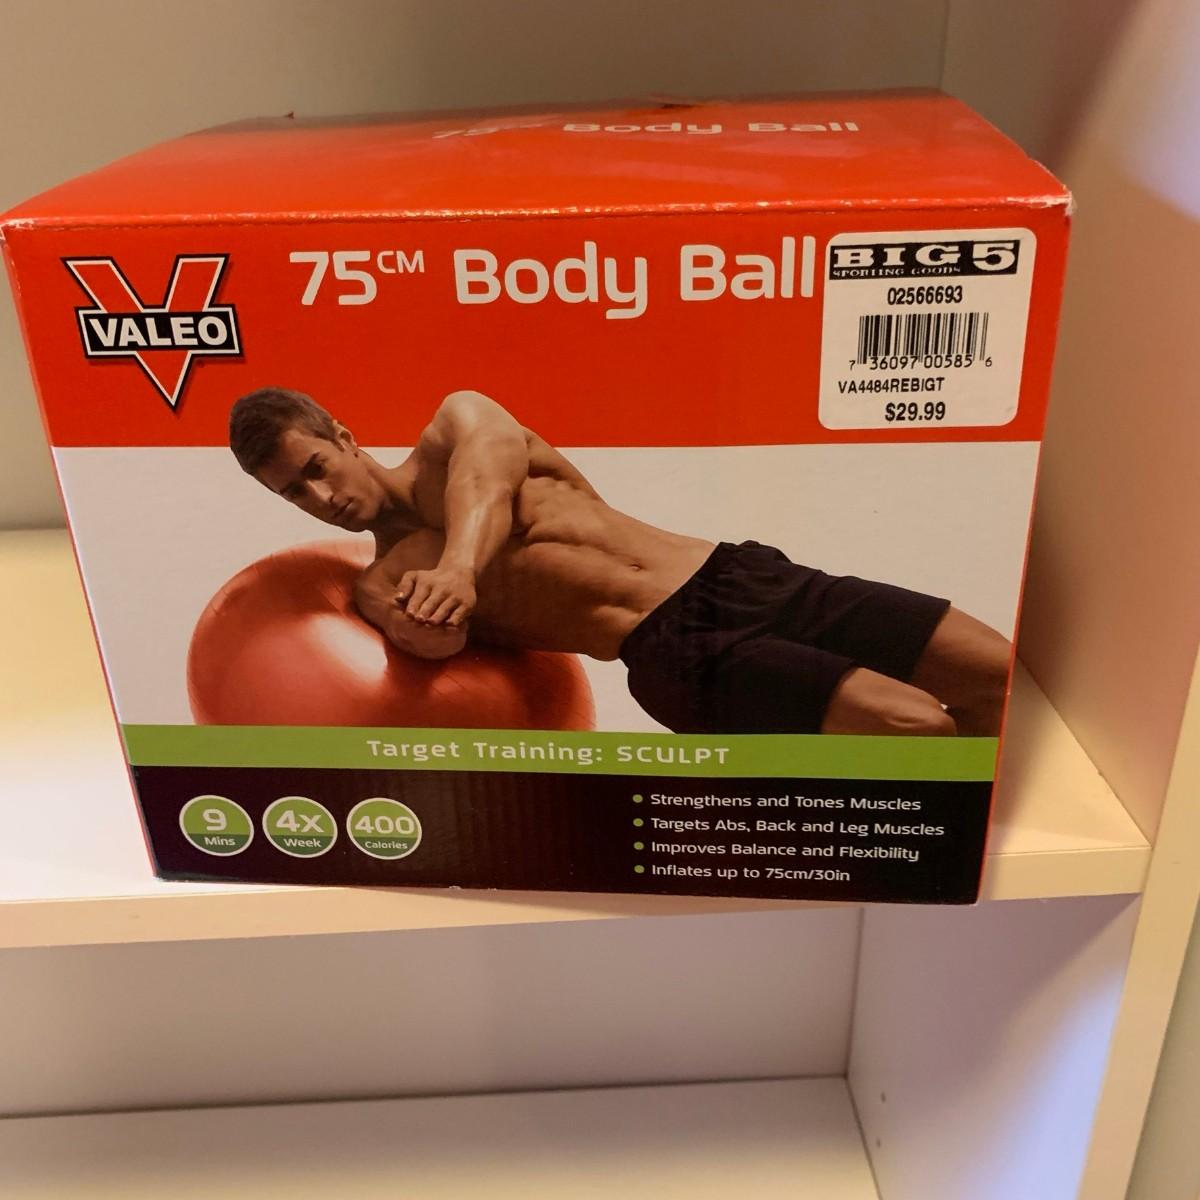 75cm Body Ball
VALEO
75CM Body Ball
BIG 5
SPORTING GOODS
02566693
7 36097 00585 6
VA4484REBIGT
$29.99
Target Training: SCULPT
9
Mins
4x
Week
400
Calories
Strengthens and Tones Muscles
Targets Abs, Back and Leg Muscles
Improves Balance and Flexibility
Inflates up to 75cm/30in